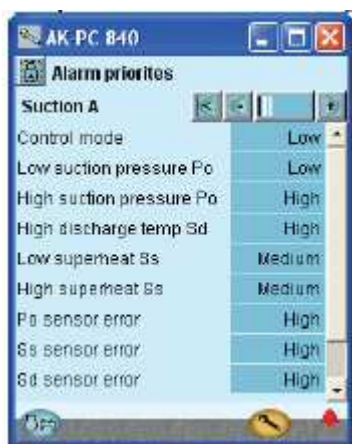 AK-PC 840
Alarm priorites
Suction A
Control mode Low
Low suction pressure Po Low
High suction pressure Po High
High discharge temp Sd High
Low superheat Ss Medium
High superheat Ss Medium
Po sensor error High
Ss sensor error High
Sd sensor error High